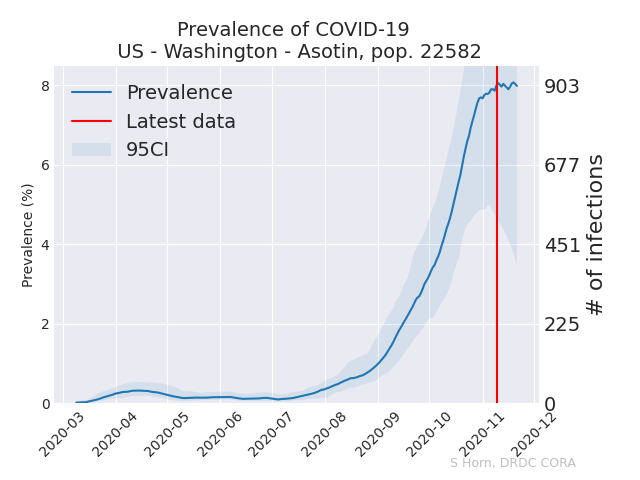 Prevalence of COVID-19
US - Washington - Asotin, pop. 22582
Prevalence
Latest data
95CI
Prevalence (%)
8
6
4
2
0
903
677
451
225
0
# of infections
2020-03
2020-04
2020-05
2020-06
2020-07
2020-08
2020-09
2020-10
2020-11
2020-12
S Horn, DRDC CORA